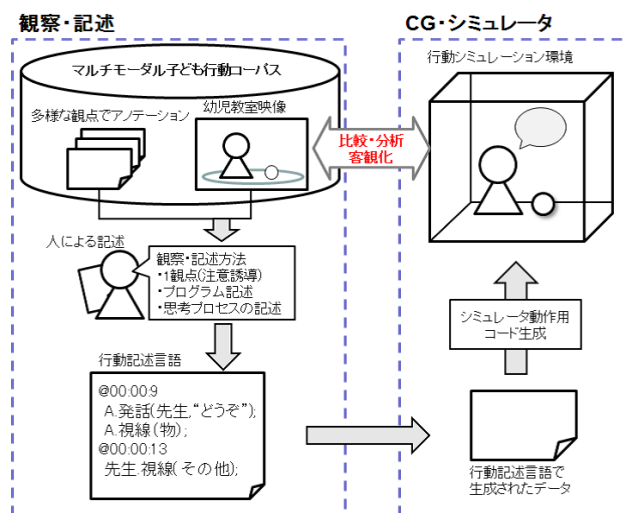 観察・記述
マルチモーダル子ども行動コーパス
多様な観点でアノテーション
幼児教室映像
人による記述
観察・記述方法
・1観点(注意誘導)
・プログラム記述
・思考プロセスの記述
行動記述言語
@00:00:9
A.発話(先生,“どうぞ”);
A.視線(物);
@00:00:13
先生.視線(その他);
比較・分析
客観化
CG・シミュレータ
行動シミュレーション環境
シミュレータ動作用
コード生成
行動記述言語で
生成されたデータ